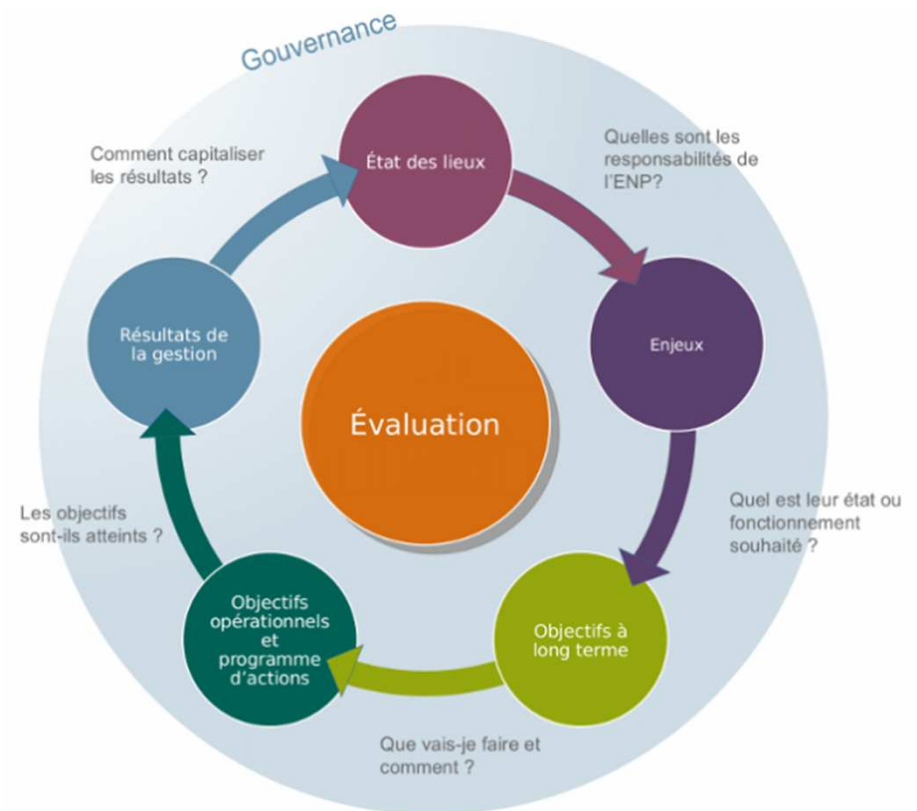 Gouvernance
État des lieux
Quelles sont les
responsabilités de
l'ENP?
Enjeux
Quel est leur état ou
fonctionnement
souhaité ?
Objectifs à
long terme
Que vais-je faire et
comment ?
Objectifs
opérationnels
et
programme
d'actions
Les objectifs
sont-ils atteints ?
Résultats de
la gestion
Comment capitaliser
les résultats ?
Évaluation